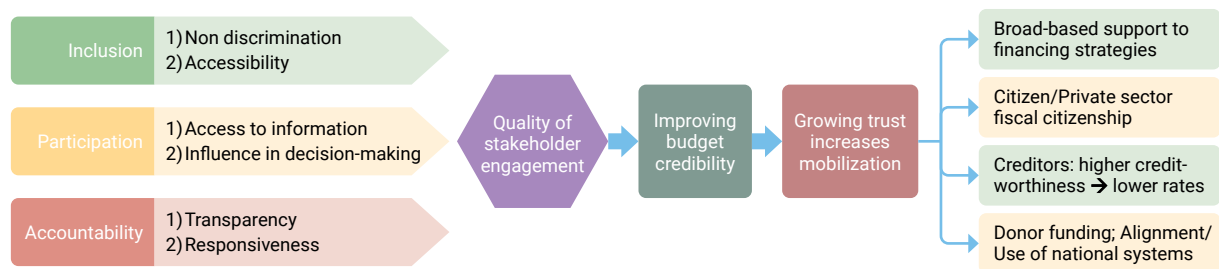 Inclusion
1) Non discrimination
2) Accessibility
Participation
1) Access to information
2) Influence in decision-making
Accountability
1) Transparency
2) Responsiveness
Quality of
stakeholder
engagement
Improving
budget
credibility
Growing trust
increases
mobilization
Broad-based support to
financing strategies
Citizen/Private sector
fiscal citizenship
Creditors: higher credit-
worthiness ➔ lower rates
Donor funding; Alignment/
Use of national systems